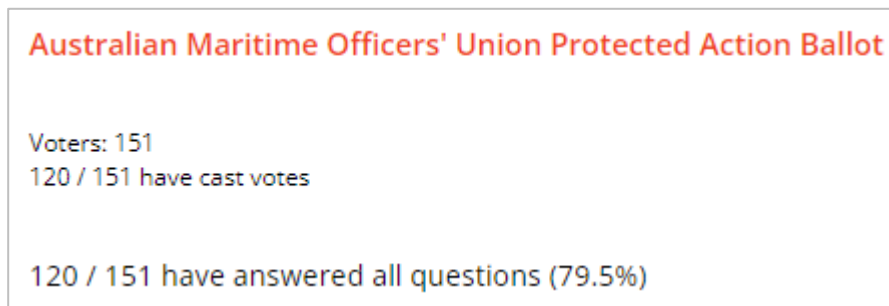 Australian Maritime Officers' Union Protected Action Ballot
Voters: 151
120 / 151 have cast votes
120 / 151 have answered all questions (79.5%)